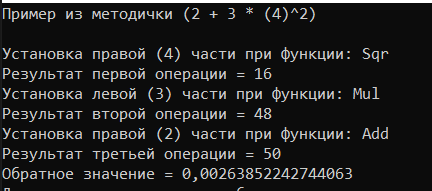 Пример из методички (2 + 3 * (4)^2)
Установка правой (4) части при функции: Sqr
Результат первой операции = 16
Установка левой (3) части при функции: Mul
Результат второй операции = 48
Установка правой (2) части при функции: Add
Результат третьей операции = 50
Обратное значение = 0,00263852242744063